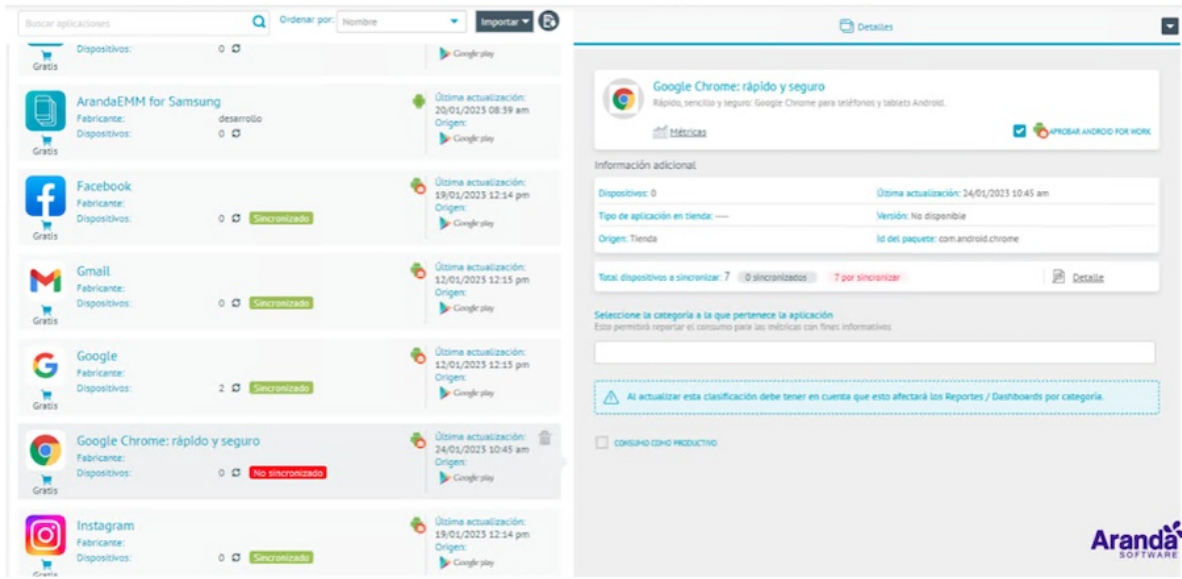 Buscar aplicaciones
Ordenar por: Nombre
Importar
Detalles
Dispositivos: 0
Gratis
Google play
ArandaEMM for Samsung
Fabricante: desarrollo
Dispositivos: 0
Gratis
Última actualización:
20/01/2023 08:39 am
Origen:
Google play
Facebook
Fabricante:
Dispositivos: 0 Sincronizado
Gratis
Última actualización:
19/01/2023 12:14 pm
Origen:
Google play
Gmail
Fabricante:
Dispositivos: 0 Sincronizado
Gratis
Última actualización:
12/01/2023 12:15 pm
Origen:
Google play
Google
Fabricante:
Dispositivos: 2 Sincronizado
Gratis
Última actualización:
12/01/2023 12:15 pm
Origen:
Google play
Google Chrome: rápido y seguro
Fabricante:
Dispositivos: 0 No sincronizado
Gratis
Última actualización:
24/01/2023 10:45 am
Origen:
Google play
Instagram
Fabricante:
Dispositivos: 0 Sincronizado
Gratis
Última actualización:
19/01/2023 12:14 pm
Origen:
Google play
Google Chrome: rápido y seguro
Rápido, sencillo y seguro: Google Chrome para teléfonos y tablets Android.
Métricas
APROBAR ANDROID FOR WORK
Información adicional
Dispositivos: 0
Última actualización: 24/01/2023 10:45 am
Tipo de aplicación en tienda: ----
Versión: No disponible
Origen: Tienda
Id del paquete: com.android.chrome
Total dispositivos a sincronizar: 7 0 sincronizados 7 por sincronizar
Detalle
Seleccione la categoría a la que pertenece la aplicación
Esto permitirá reportar el consumo para las métricas con fines informativos
Al actualizar esta clasificación debe tener en cuenta que esto afectará los Reportes / Dashboards por categoría.
CONSUMO COMO PRODUCTIVO
Aranda
SOFTWARE